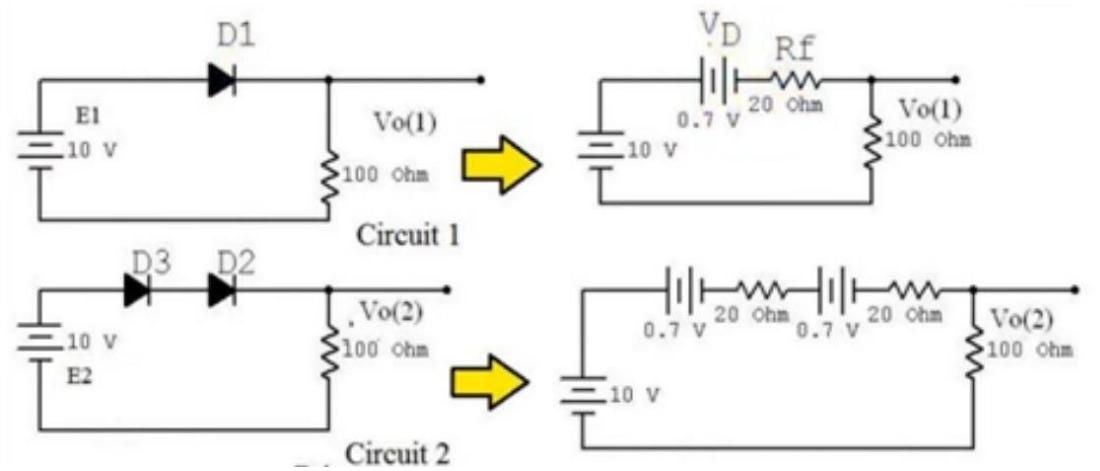 D1
E1
10 V
Vo(1)
100 Ohm
Circuit 1
VD
Rf
0.7 V
20 Ohm
10 V
Vo(1)
100 Ohm
D3
D2
10 V
E2
Vo(2)
100 Ohm
Circuit 2
0.7 V
20 Ohm
0.7 V
20 Ohm
10 V
Vo(2)
100 Ohm